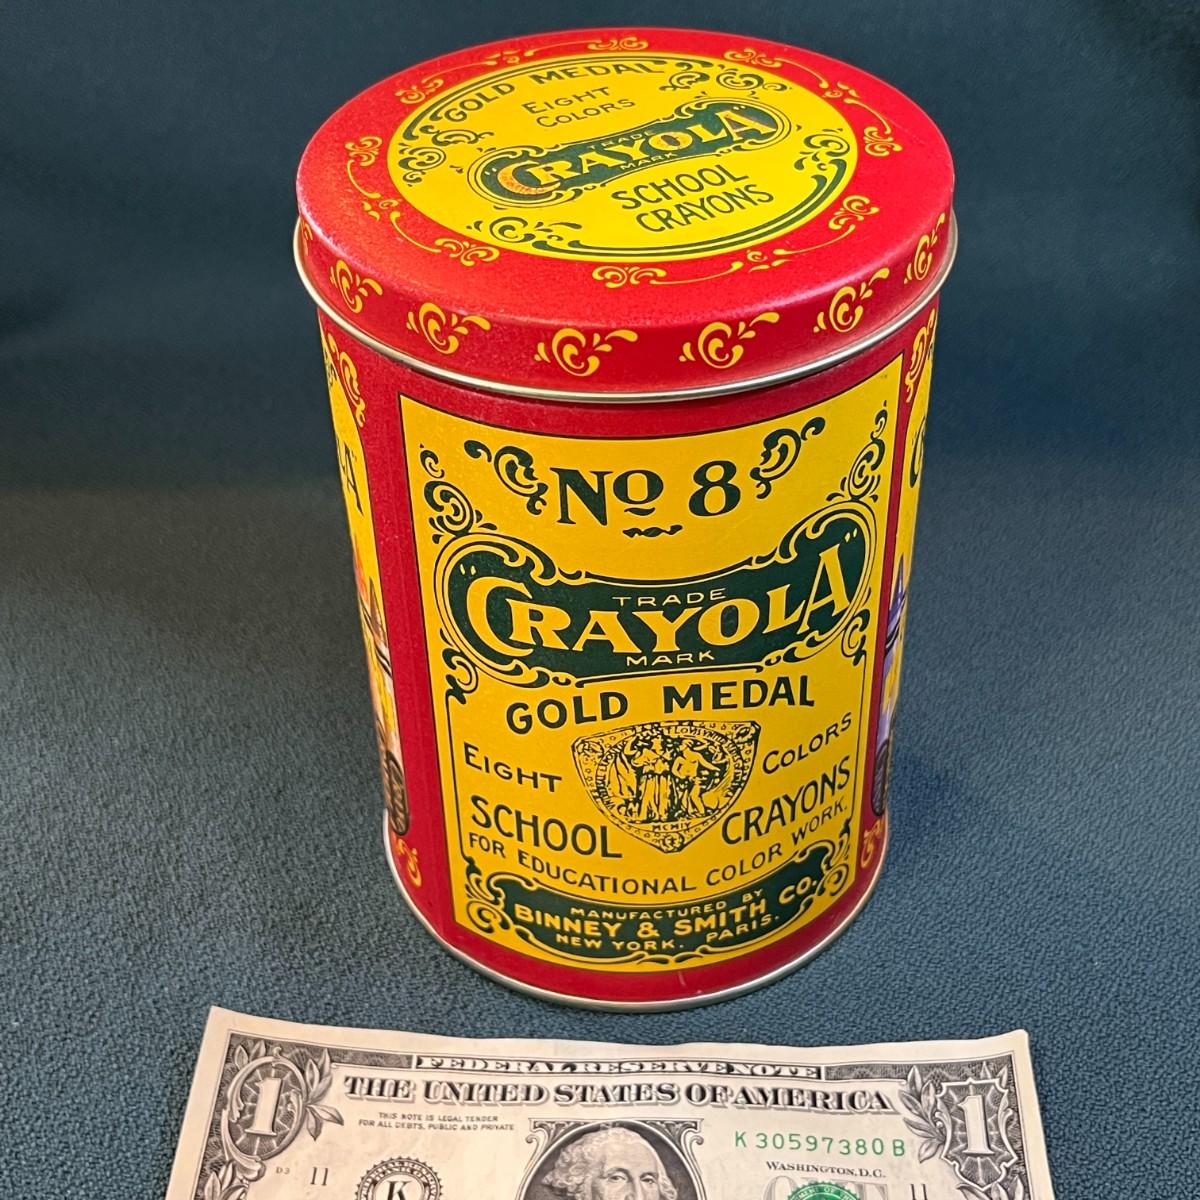 GOLD MEDAL
EIGHT
COLORS
TRADE
CRAYOLA
MARK
SCHOOL
CRAYONS
No 8
"CRAYOLA"
TRADE
MARK
GOLD MEDAL
EIGHT COLORS
SCHOOL CRAYONS
FOR EDUCATIONAL COLOR WORK.
MCMIV
MANUFACTURED BY
BINNEY & SMITH CO.
NEW YORK. PARIS.
FEDERAL RESERVE NOTE
THE UNITED STATES OF AMERICA
1
1
THIS NOTE IS LEGAL TENDER
FOR ALL DEBTS, PUBLIC AND PRIVATE
K 30597380 B
WASHINGTON, D.C.
D3
11
K
11